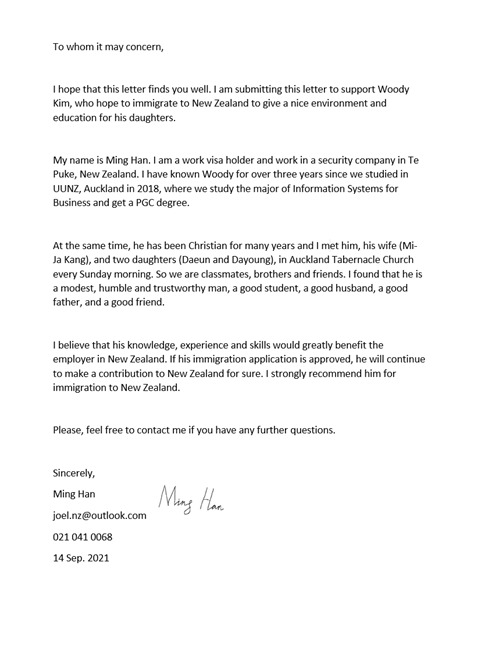 To whom it may concern,
I hope that this letter finds you well. I am submitting this letter to support Woody
Kim, who hope to immigrate to New Zealand to give a nice environment and
education for his daughters.
My name is Ming Han. I am a work visa holder and work in a security company in Te
Puke, New Zealand. I have known Woody for over three years since we studied in
UUNZ, Auckland in 2018, where we study the major of Information Systems for
Business and get a PGC degree.
At the same time, he has been Christian for many years and I met him, his wife (Mi-
Ja Kang), and two daughters (Daeun and Dayoung), in Auckland Tabernacle Church
every Sunday morning. So we are classmates, brothers and friends. I found that he is
a modest, humble and trustworthy man, a good student, a good husband, a good
father, and a good friend.
I believe that his knowledge, experience and skills would greatly benefit the
employer in New Zealand. If his immigration application is approved, he will continue
to make a contribution to New Zealand for sure. I strongly recommend him for
immigration to New Zealand.
Please, feel free to contact me if you have any further questions.
Sincerely,
Ming Han
Ming Han
joel.nz@outlook.com
021 041 0068
14 Sep. 2021